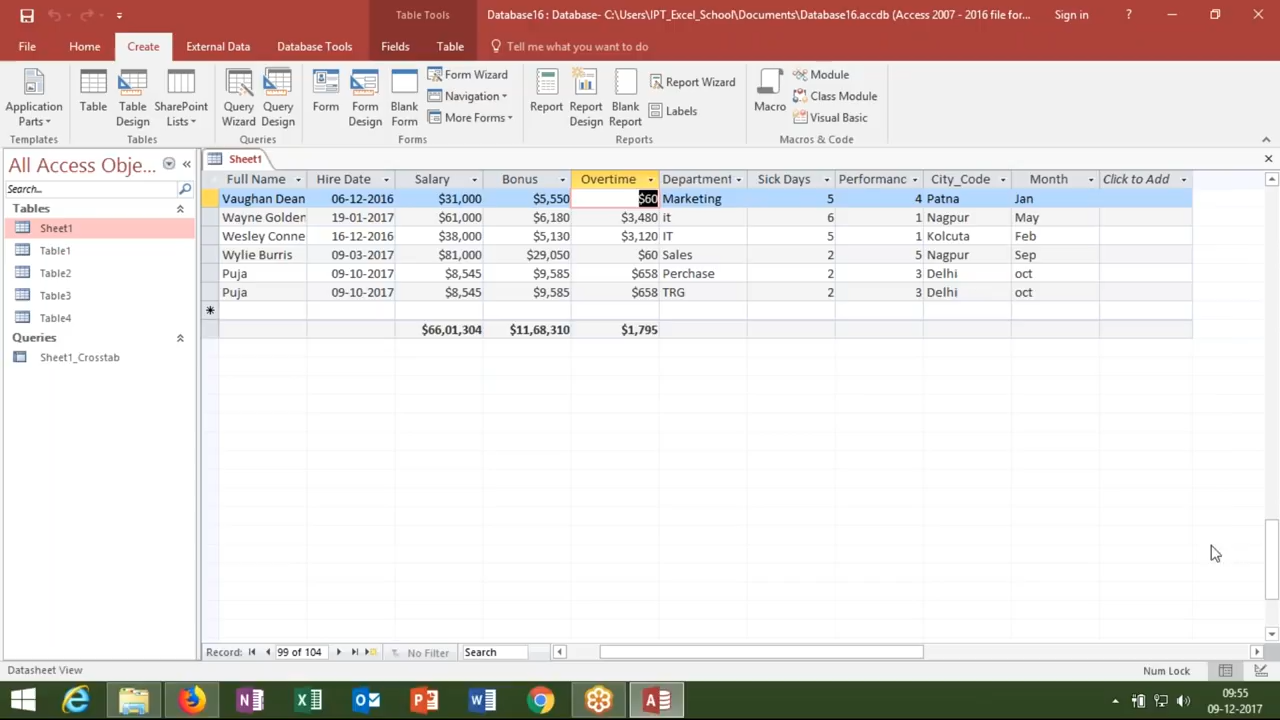 Table Tools
Database16 : Database- C:\Users\IPT_Excel_School\Documents\Database16.accdb (Access 2007 - 2016 file for...
Sign in
?
File Home Create External Data Database Tools Fields Table Tell me what you want to do
Application Parts
Table
Table Design
SharePoint Lists
Query Wizard
Query Design
Form
Form Design
Blank Form
Form Wizard
Navigation
More Forms
Report
Report Design
Blank Report
Report Wizard
Labels
Macro
Module
Class Module
Visual Basic
Templates Tables Queries Forms Reports Macros & Code
All Access Obje...
Search...
Tables
Sheet1
Table1
Table2
Table3
Table4
Queries
Sheet1_Crosstab
Sheet1
Full Name Hire Date Salary Bonus Overtime Department Sick Days Performanc City_Code Month Click to Add
Vaughan Dean 06-12-2016 $31,000 $5,550 $60 Marketing 5 4 Patna Jan
Wayne Golden 19-01-2017 $61,000 $6,180 $3,480 it 6 1 Nagpur May
Wesley Conne 16-12-2016 $38,000 $5,130 $3,120 IT 5 1 Kolcuta Feb
Wylie Burris 09-03-2017 $81,000 $29,050 $60 Sales 2 5 Nagpur Sep
Puja 09-10-2017 $8,545 $9,585 $658 Perchase 2 3 Delhi oct
Puja 09-10-2017 $8,545 $9,585 $658 TRG 2 3 Delhi oct
$66,01,304 $11,68,310 $1,795
Record: 99 of 104 No Filter Search
Datasheet View Num Lock
09:55
09-12-2017